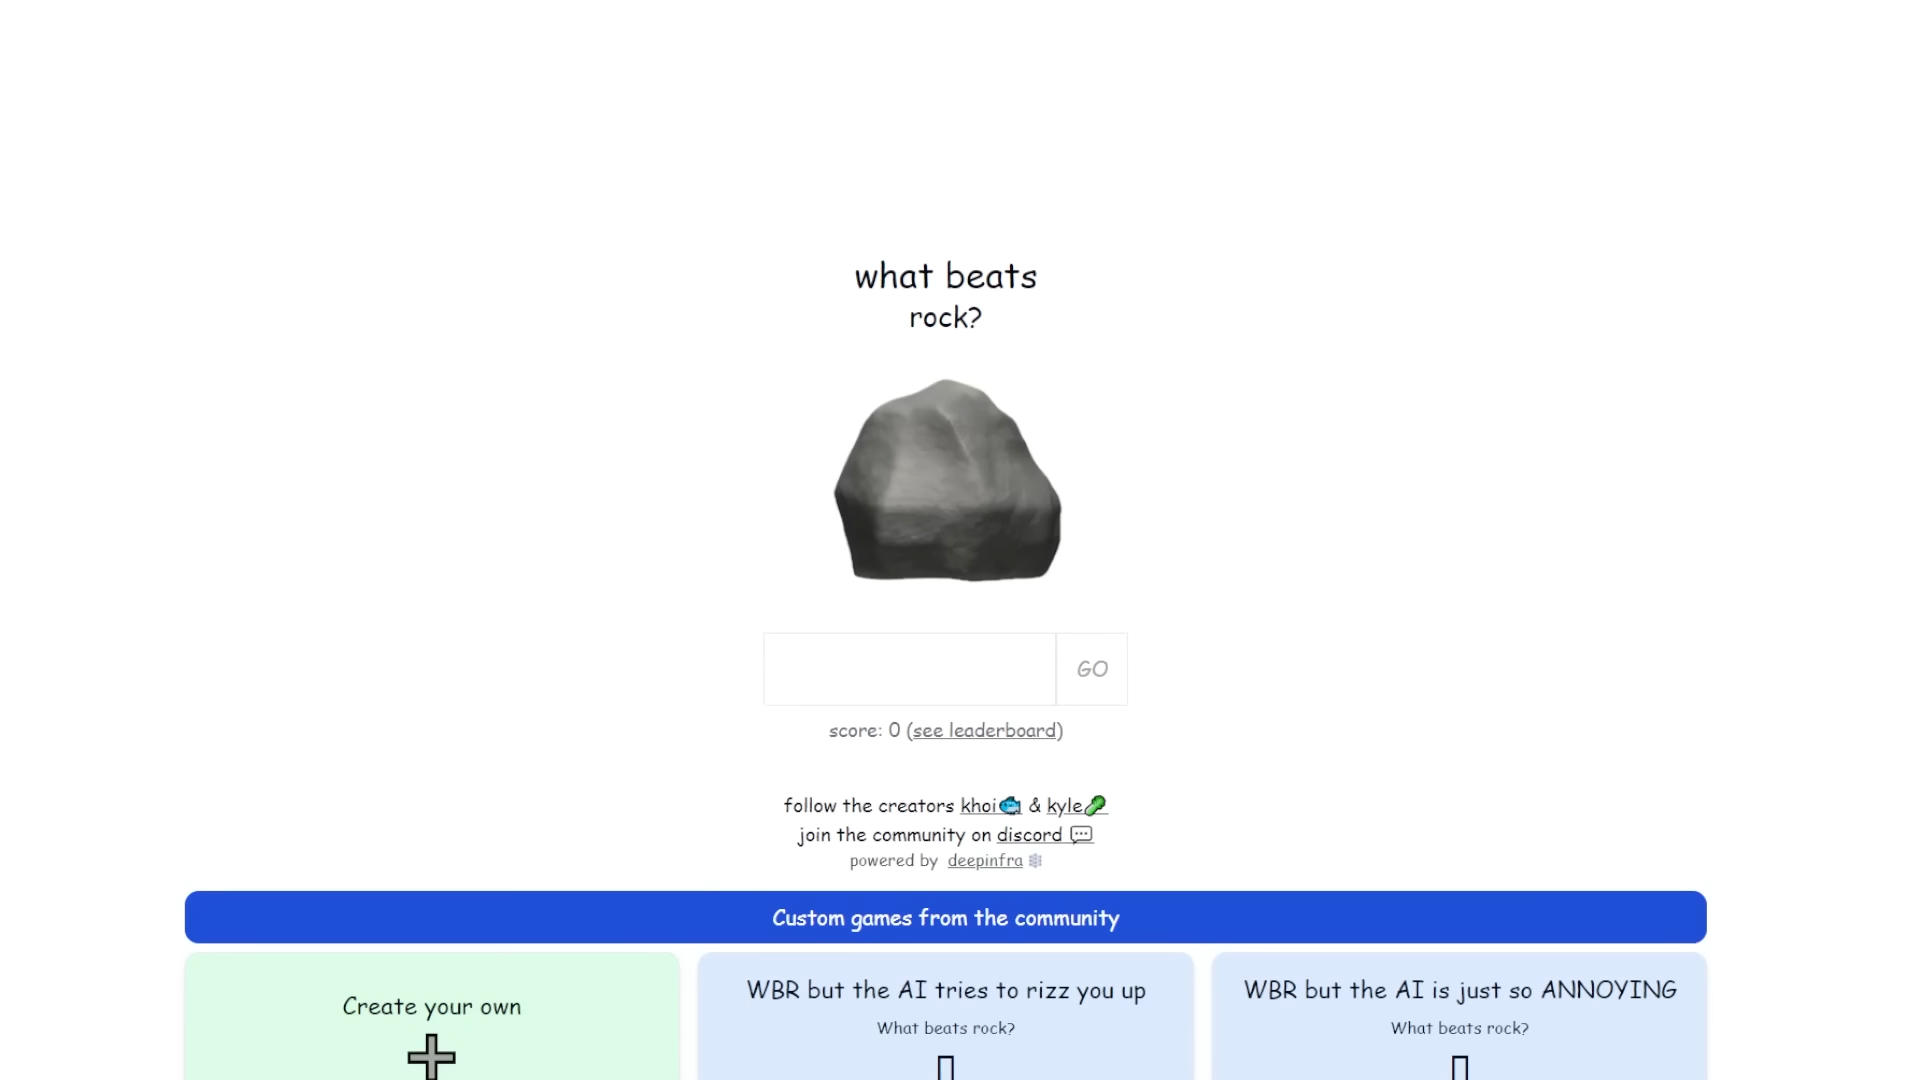 what beats
rock?
GO
score: 0 (see leaderboard)
follow the creators khoi🐟 & kyle🥒
join the community on discord 💬
powered by deepinfra
Custom games from the community
Create your own
WBR but the AI tries to rizz you up
What beats rock?
WBR but the AI is just so ANNOYING
What beats rock?